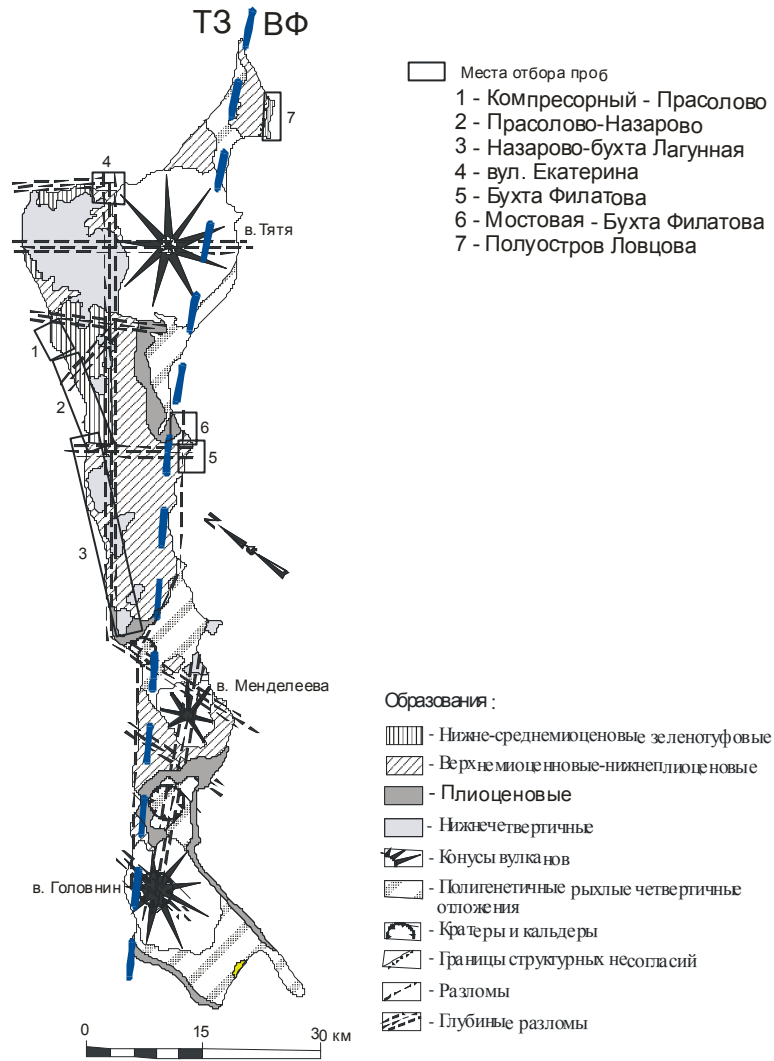 ТЗ ВФ
Места отбора проб
1 - Компресорный - Прасолово
2 - Прасолово-Назарово
3 - Назарово-бухта Лагунная
4 - вул. Екатерина
5 - Бухта Филатова
6 - Мостовая - Бухта Филатова
7 - Полуостров Ловцова
7
4
в. Тятя
1
2
6
5
N
3
в. Менделеева
Образования :
- Нижне-среднемиоценовые зеленотуфовые
- Верхнемиоценновые-нижнеплиоценовые
- Плиоценовые
- Нижнечетвертичные
- Конусы вулканов
в. Головнин
- Полигенетичные рыхлые четвертичные
отложения
- Кратеры и кальдеры
- Границы структурных несогласий
- Разломы
- Глубиные разломы
0 15 30 км